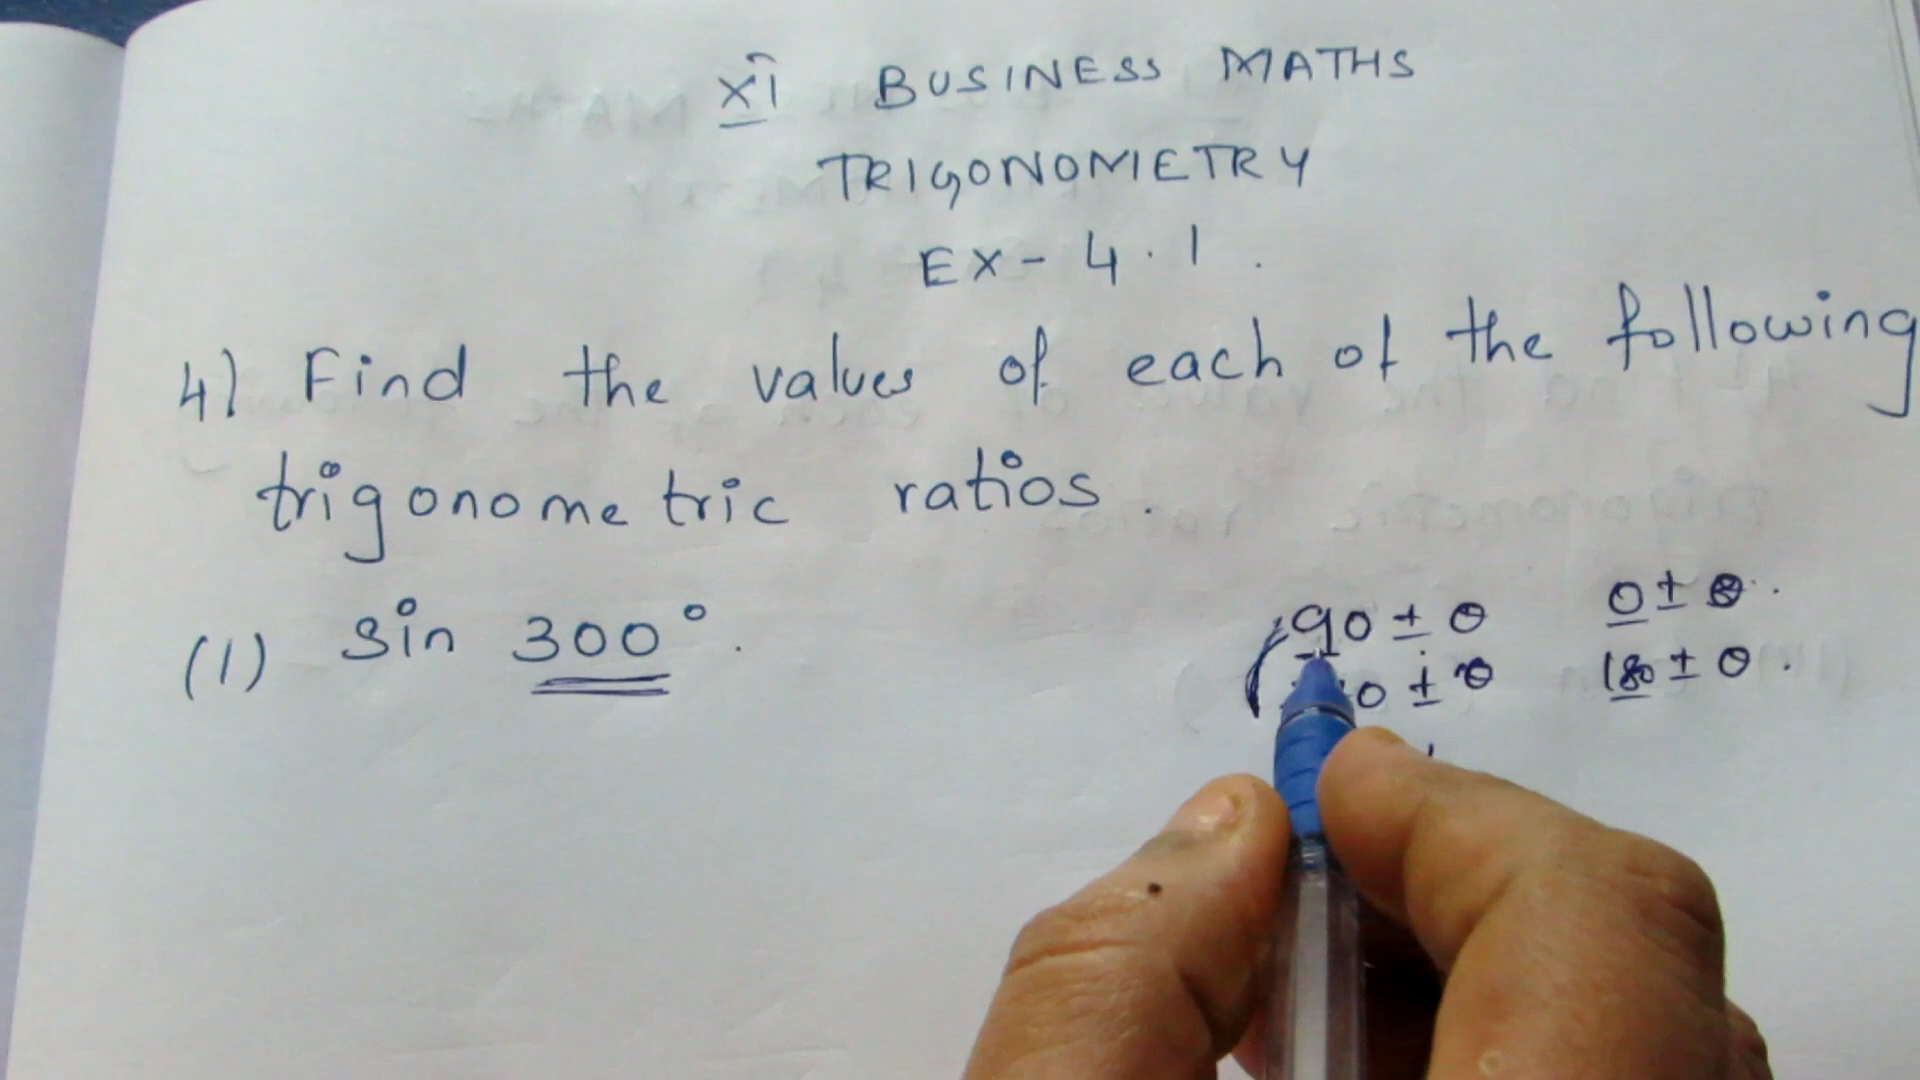 XI BUSINESS MATHS
TRIGONOMETRY
EX - 4.1.
4) Find the values of each of the following
trigonometric ratios.
(1) Sin 300°.
90 ± θ 0 ± θ.
0 ± θ 180 ± θ.